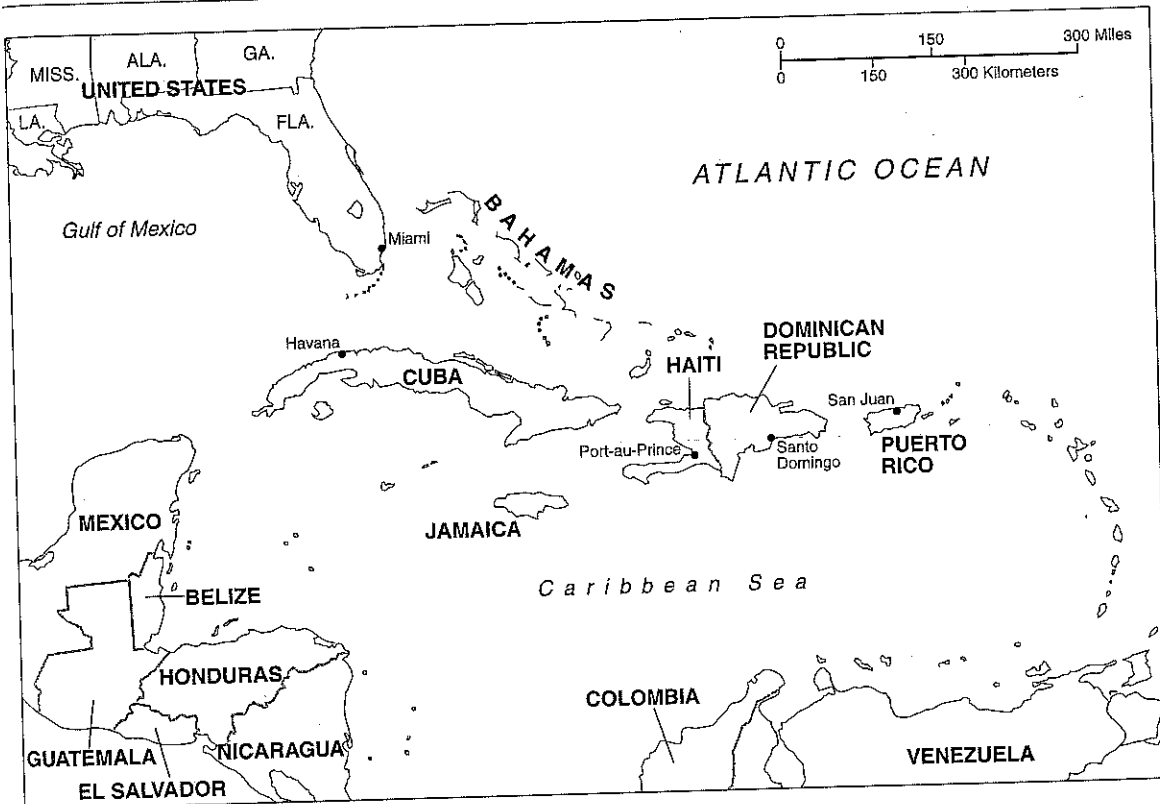 0 150 300 Miles
0 150 300 Kilometers
MISS.
ALA.
GA.
UNITED STATES
LA.
FLA.
ATLANTIC OCEAN
Gulf of Mexico
Miami
BAHAMAS
Havana
CUBA
HAITI
DOMINICAN
REPUBLIC
San Juan
Port-au-Prince
Santo
Domingo
PUERTO
RICO
MEXICO
JAMAICA
Caribbean Sea
BELIZE
HONDURAS
COLOMBIA
GUATEMALA
NICARAGUA
VENEZUELA
EL SALVADOR